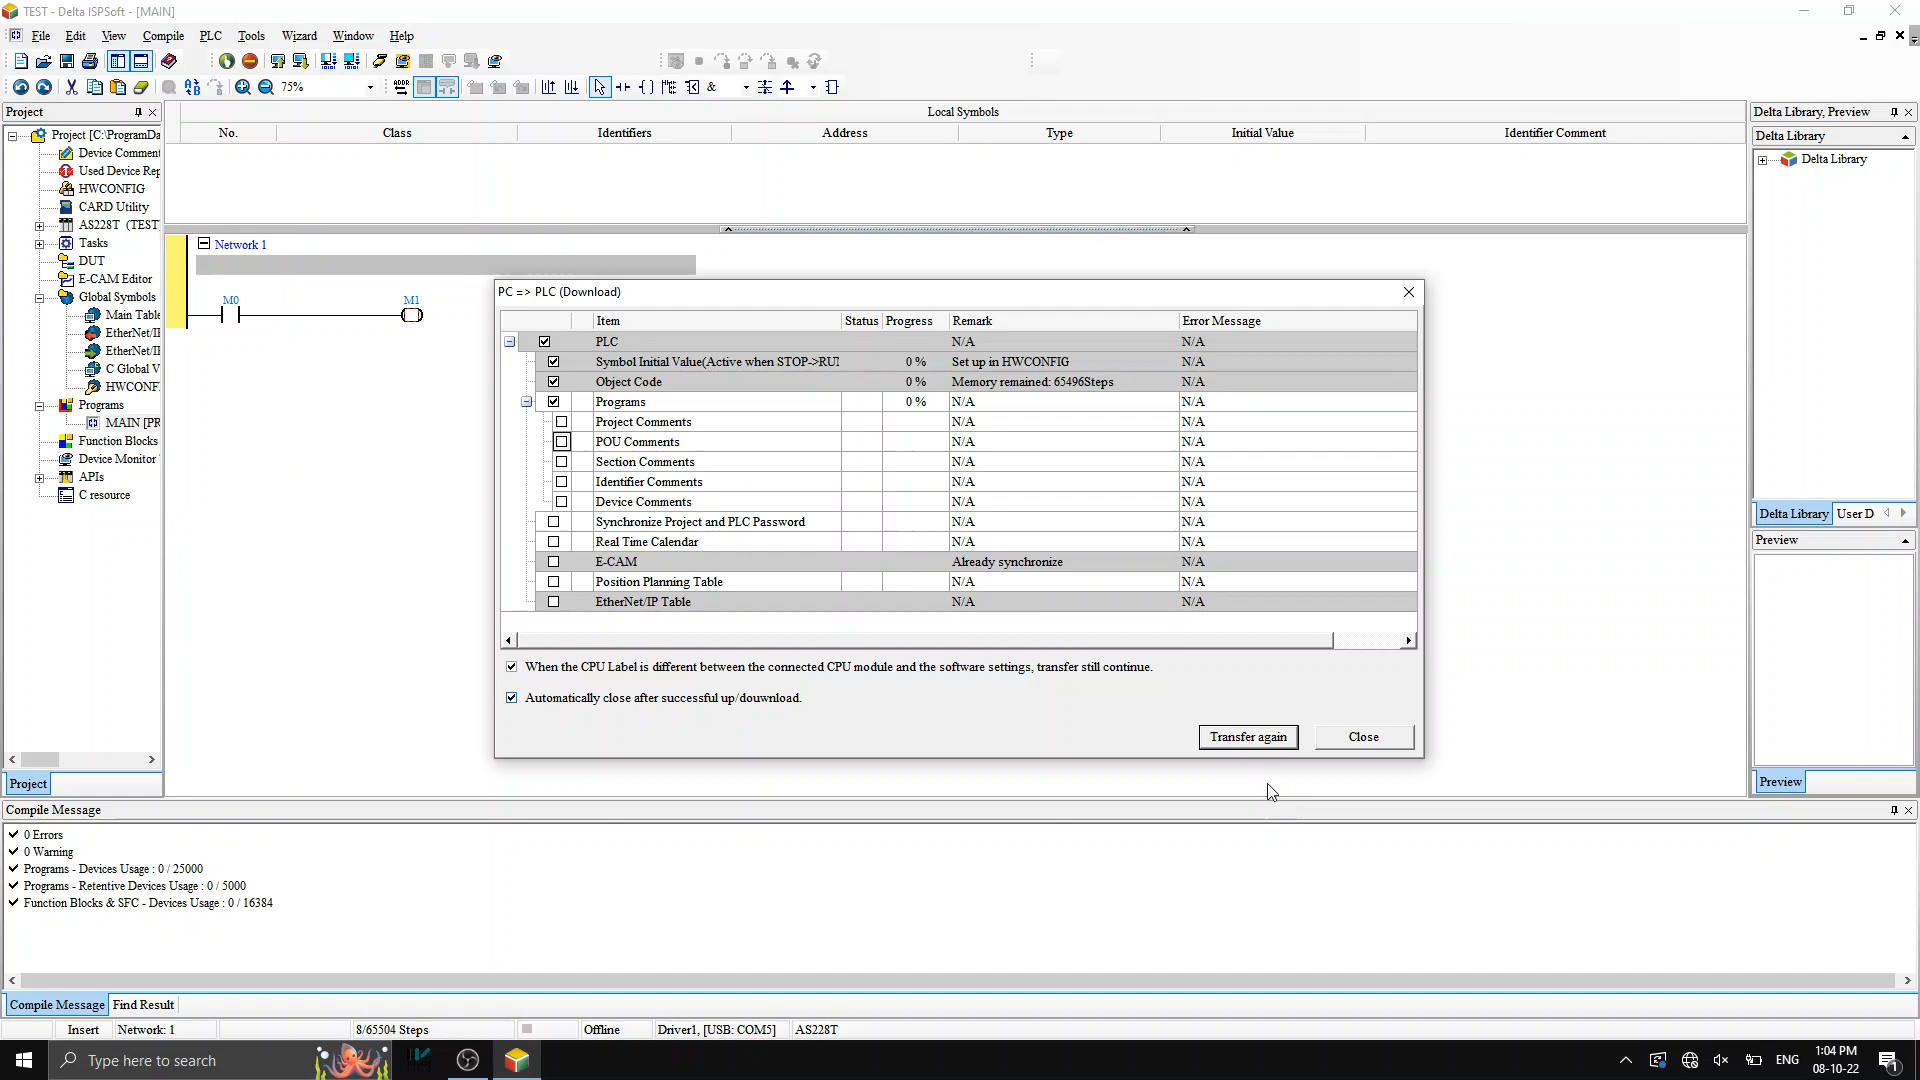 TEST - Delta ISPSoft - [MAIN]
File Edit View Compile PLC Tools Wizard Window Help
75%
Project
Local Symbols
Delta Library, Preview
No. Class Identifiers Address Type Initial Value Identifier Comment
Delta Library
Delta Library
Project [C:\ProgramDa
Device Comment
Used Device Rep
HWCONFIG
CARD Utility
AS228T (TEST
Tasks
DUT
E-CAM Editor
Global Symbols
Main Table
EtherNet/IP
EtherNet/IP
C Global V
HWCONF
Programs
MAIN [PR
Function Blocks
Device Monitor
APIs
C resource
Project
Network 1
M0 M1
PC => PLC (Download)
Item Status Progress Remark Error Message
PLC N/A N/A
Symbol Initial Value(Active when STOP->RU 0 % Set up in HWCONFIG N/A
Object Code 0 % Memory remained: 65496Steps N/A
Programs 0 % N/A N/A
Project Comments N/A N/A
POU Comments N/A N/A
Section Comments N/A N/A
Identifier Comments N/A N/A
Device Comments N/A N/A
Synchronize Project and PLC Password N/A N/A
Real Time Calendar N/A N/A
E-CAM Already synchronize N/A
Position Planning Table N/A N/A
EtherNet/IP Table N/A N/A
When the CPU Label is different between the connected CPU module and the software settings, transfer still continue.
Automatically close after successful up/douwnload.
Transfer again Close
Delta Library User D
Preview
Preview
Compile Message
0 Errors
0 Warning
Programs - Devices Usage : 0 / 25000
Programs - Retentive Devices Usage : 0 / 5000
Function Blocks & SFC - Devices Usage : 0 / 16384
Compile Message Find Result
Insert Network: 1 8/65504 Steps Offline Driver1, [USB: COM5] AS228T
Type here to search
ENG
1:04 PM
08-10-22
1